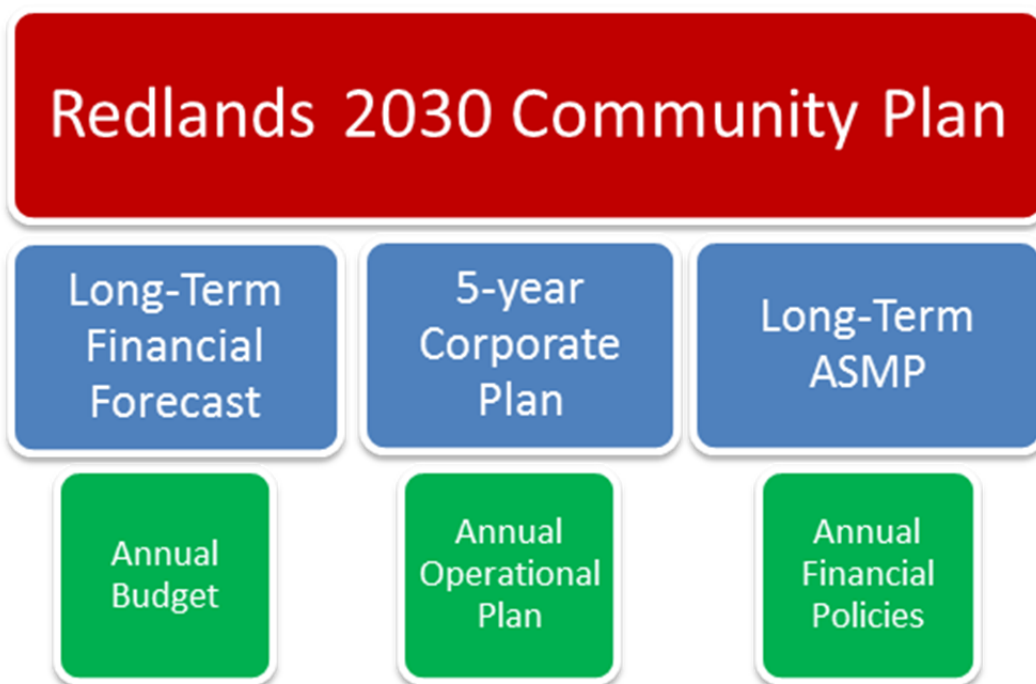 Redlands 2030 Community Plan
Long-Term
Financial
Forecast
5-year
Corporate
Plan
Long-Term
ASMP
Annual
Budget
Annual
Operational
Plan
Annual
Financial
Policies